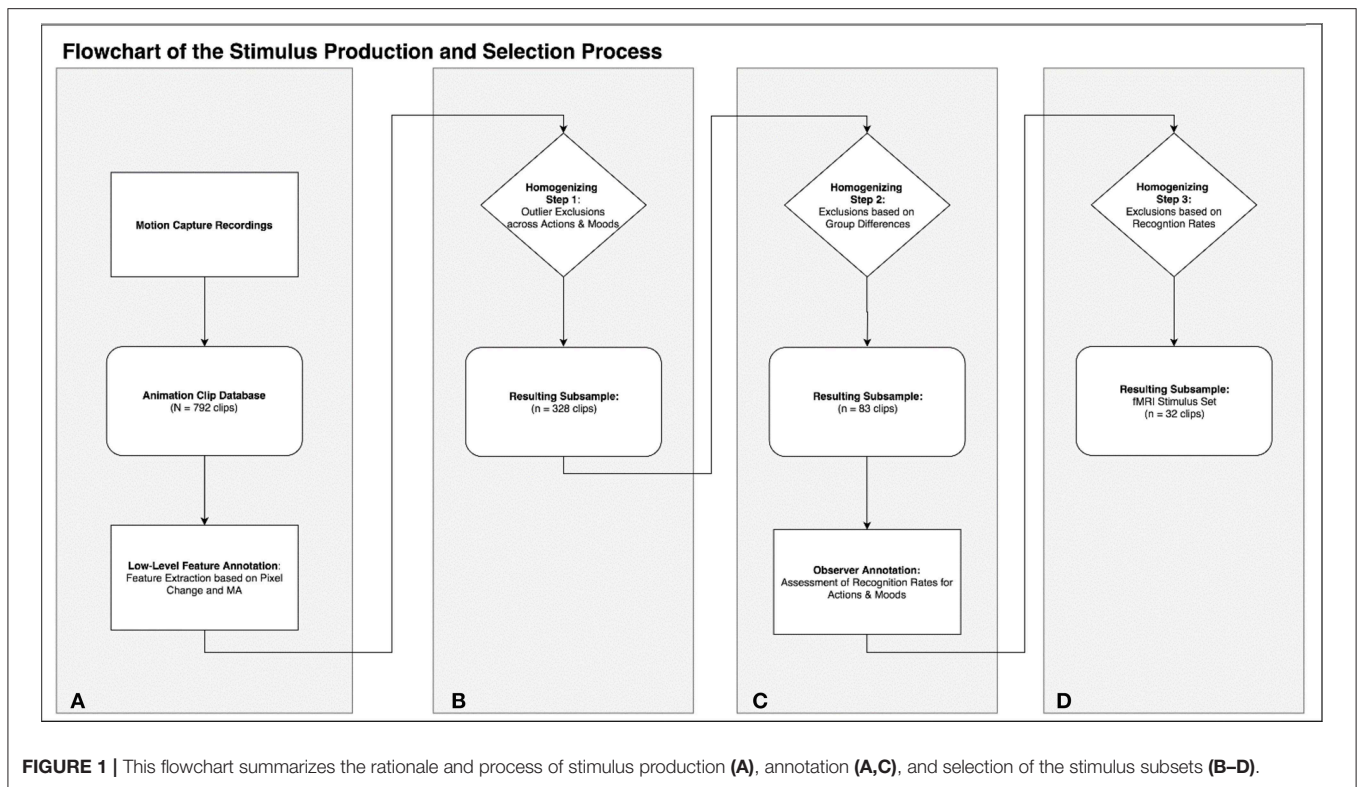 Flowchart of the Stimulus Production and Selection Process
Motion Capture Recordings
Animation Clip Database
(N = 792 clips)
Low-Level Feature Annotation:
Feature Extraction based on Pixel
Change and MA
A
Homogenizing
Step 1:
Outlier Exclusions
across Actions & Moods
Resulting Subsample:
(n = 328 clips)
B
Homogenizing
Step 2:
Exclusions based on
Group Differences
Resulting Subsample:
(n = 83 clips)
Observer Annotation:
Assessment of Recognition Rates for
Actions & Moods
C
Homogenizing
Step 3:
Exclusions based on
Recogntion Rates
Resulting Subsample:
fMRI Stimulus Set
(n = 32 clips)
D
FIGURE 1 | This flowchart summarizes the rationale and process of stimulus production (A), annotation (A,C), and selection of the stimulus subsets (B–D).